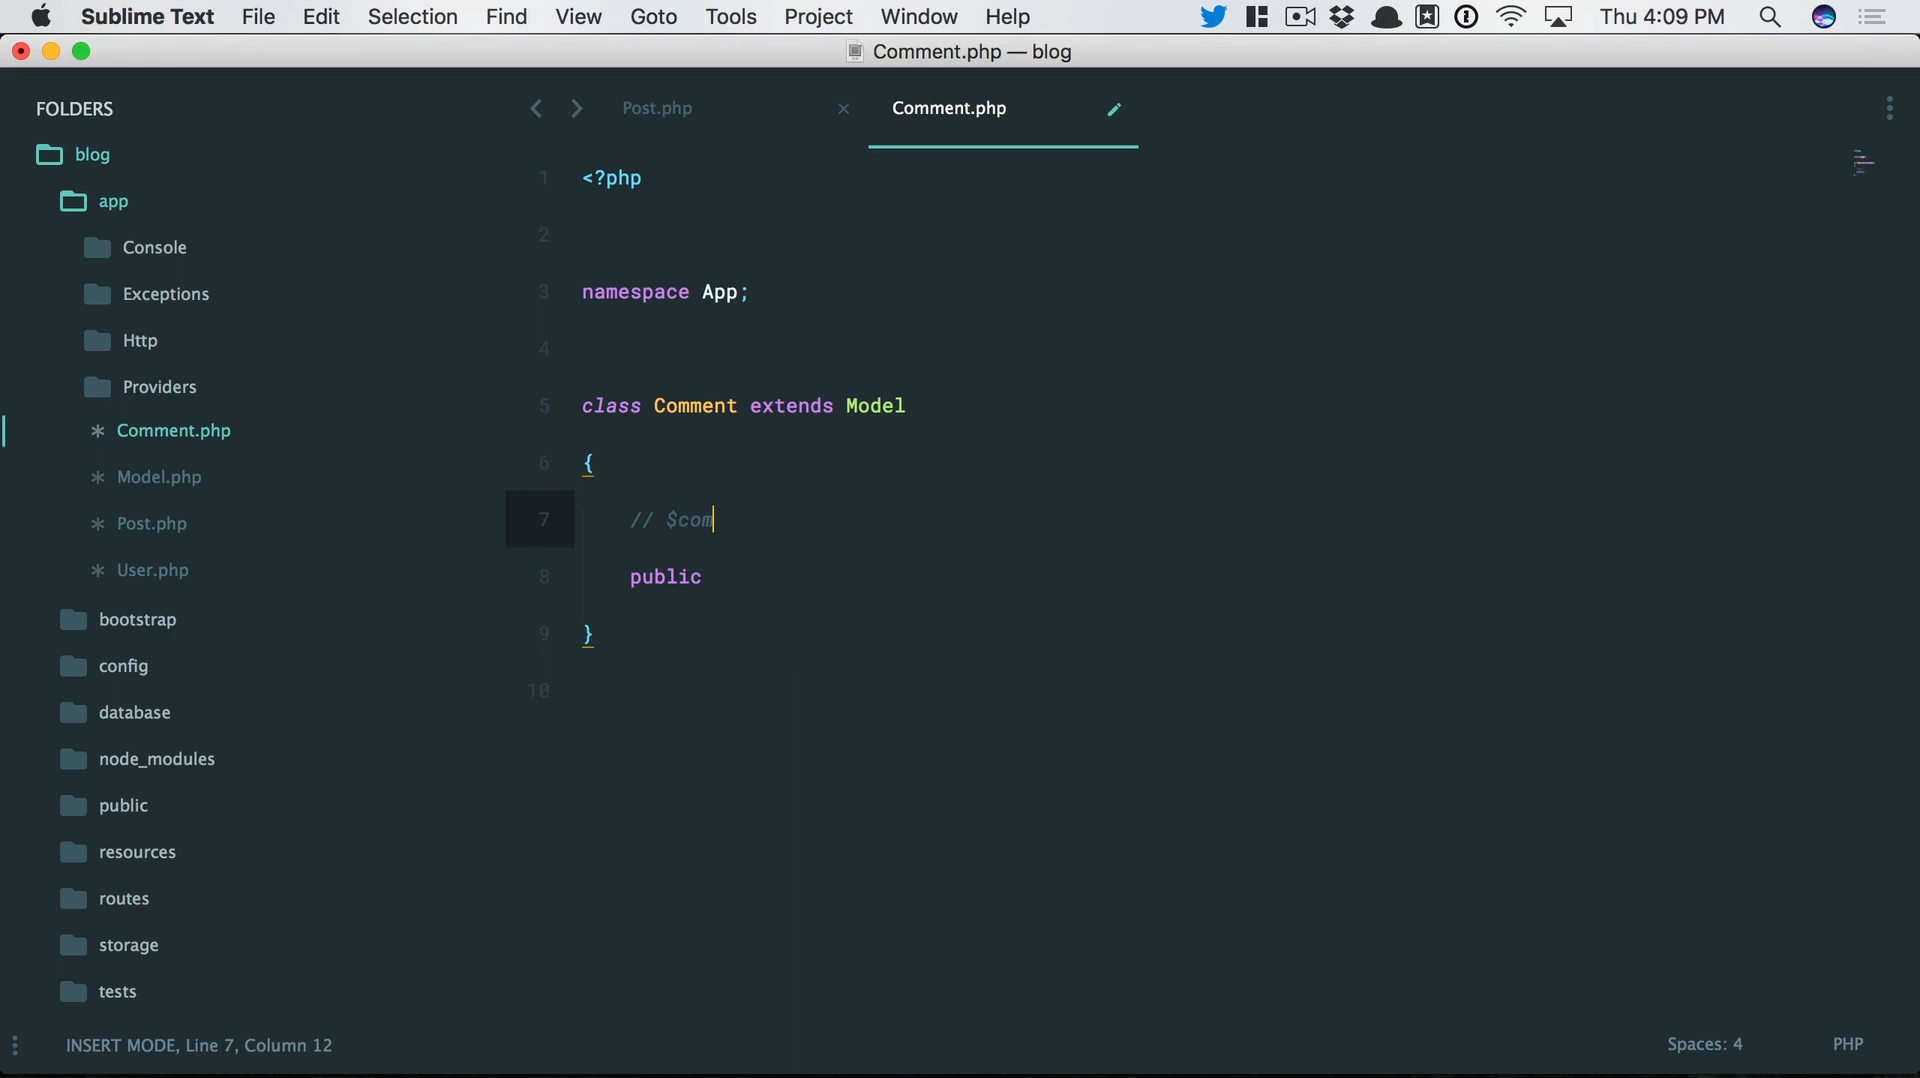 Sublime Text File Edit Selection Find View Goto Tools Project Window Help Thu 4:09 PM
Comment.php — blog
FOLDERS
blog
app
Console
Exceptions
Http
Providers
Comment.php
Model.php
Post.php
User.php
bootstrap
config
database
node_modules
public
resources
routes
storage
tests
Post.php × Comment.php
1 <?php
2
3 namespace App;
4
5 class Comment extends Model
6 {
7 // $com
8 public
9 }
10
INSERT MODE, Line 7, Column 12 Spaces: 4 PHP